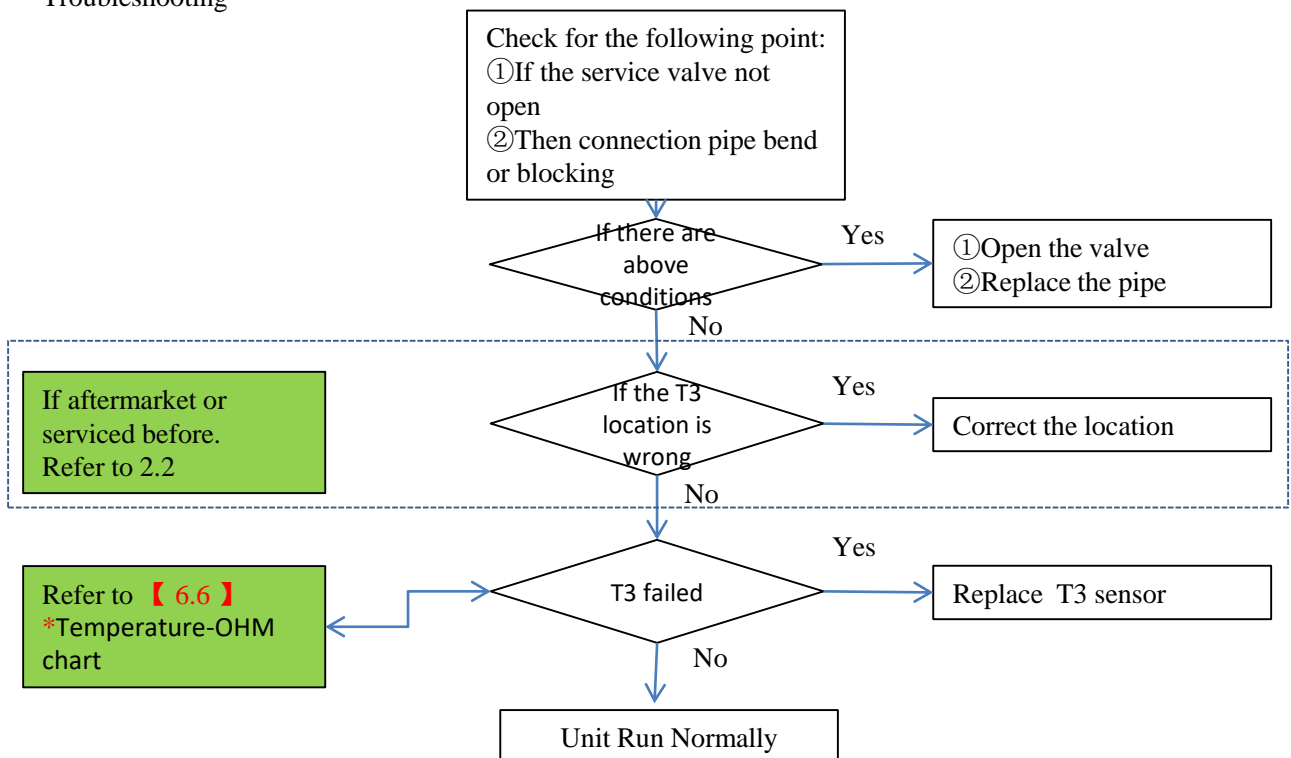 Troubleshooting
Check for the following point:
①If the service valve not
open
②Then connection pipe bend
or blocking
If there are
above
conditions
Yes
①Open the valve
②Replace the pipe
No
If aftermarket or
serviced before.
Refer to 2.2
If the T3
location is
wrong
Yes
Correct the location
No
Refer to 【 6.6 】
*Temperature-OHM
chart
T3 failed
Yes
Replace T3 sensor
No
Unit Run Normally